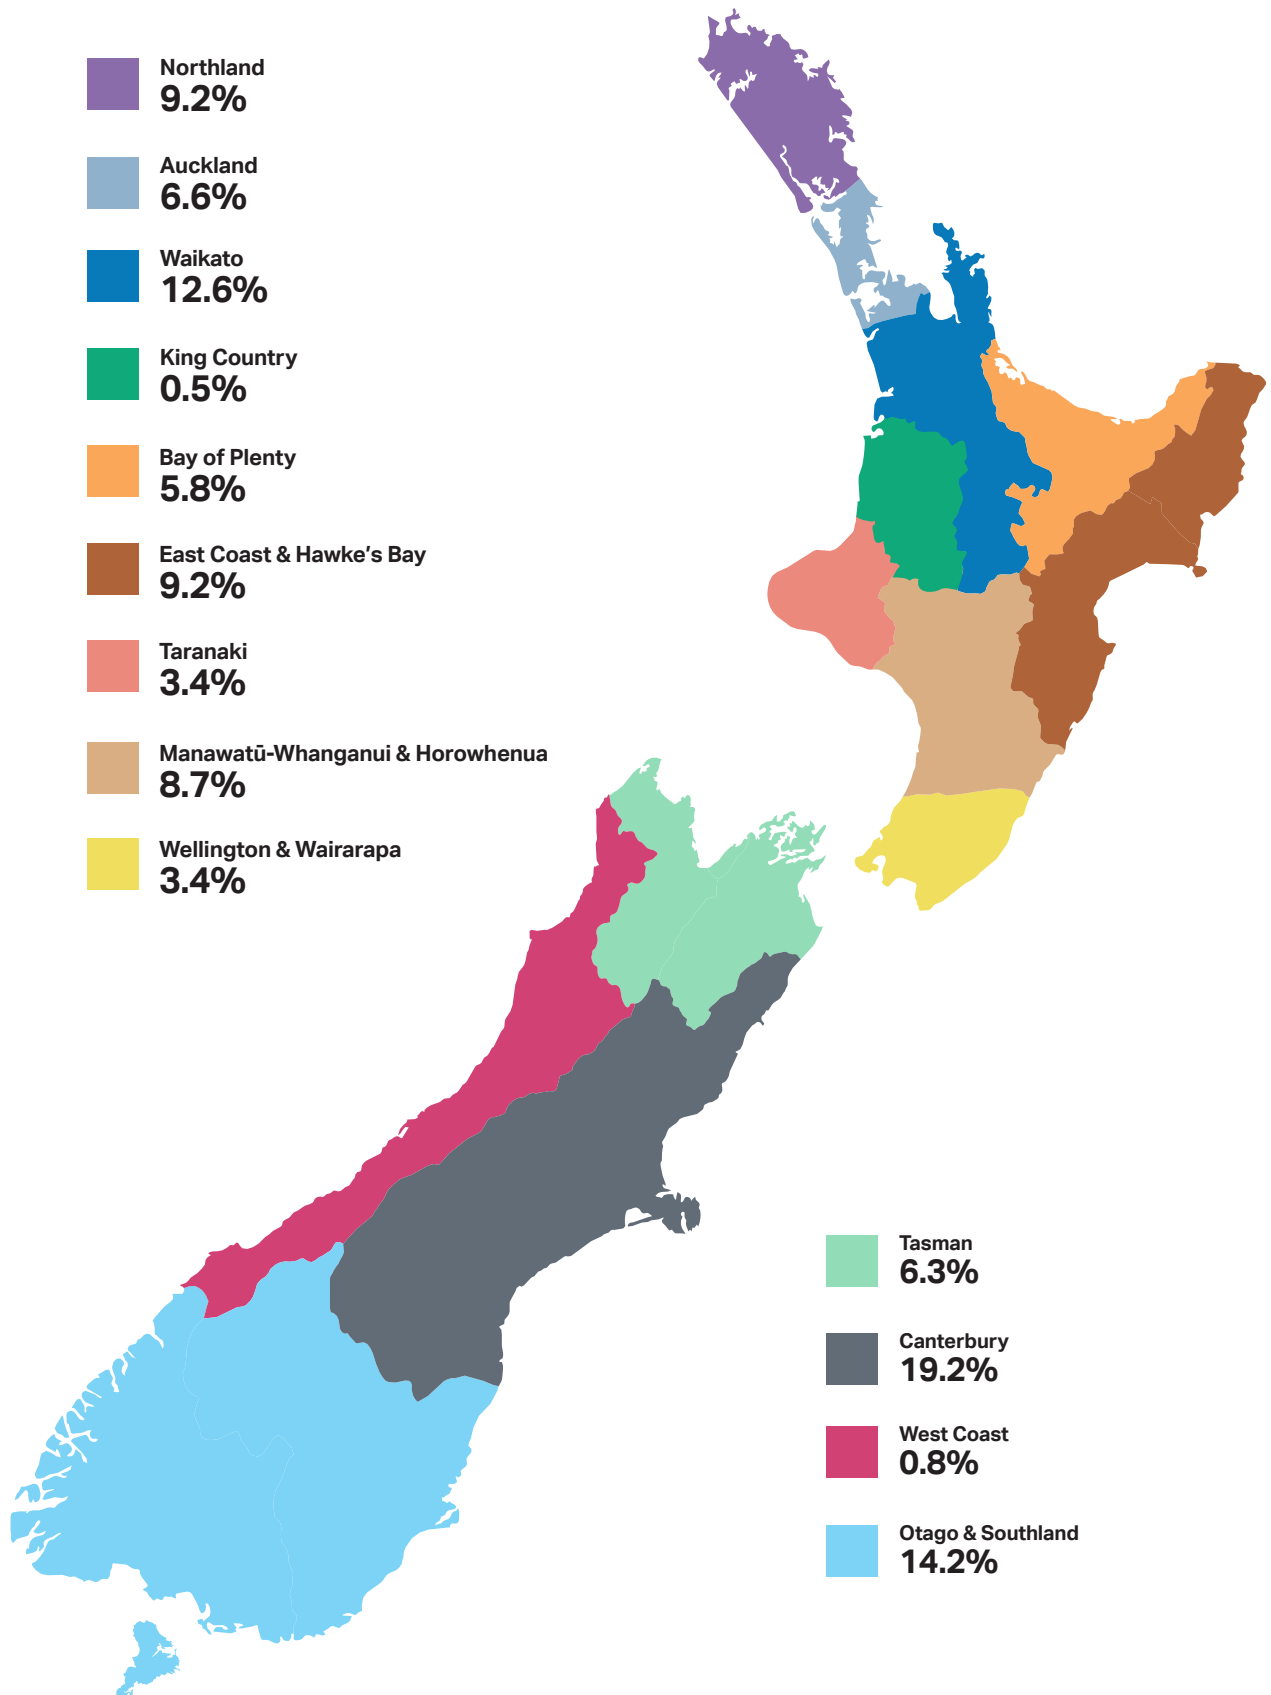 Northland
9.2%
Auckland
6.6%
Waikato
12.6%
King Country
0.5%
Bay of Plenty
5.8%
East Coast & Hawke's Bay
9.2%
Taranaki
3.4%
Manawatū-Whanganui & Horowhenua
8.7%
Wellington & Wairarapa
3.4%
Tasman
6.3%
Canterbury
19.2%
West Coast
0.8%
Otago & Southland
14.2%